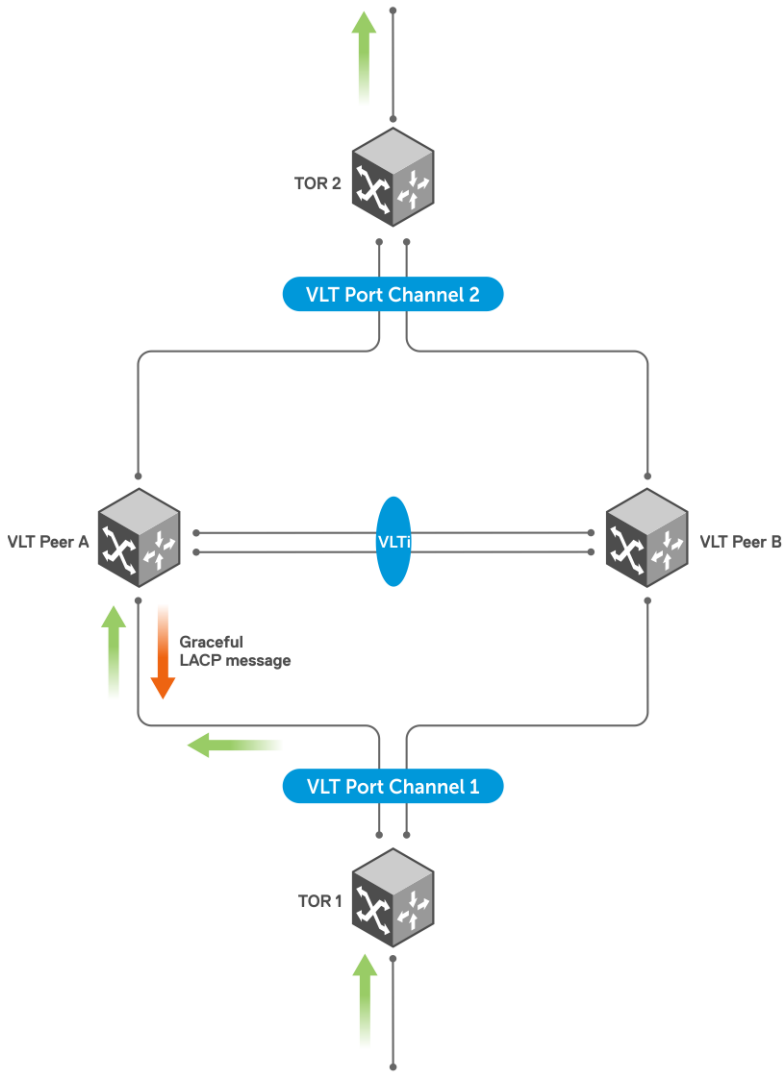 TOR 2
VLT Port Channel 2
VLT Peer A
VLTi
VLT Peer B
Graceful
LACP message
VLT Port Channel 1
TOR 1